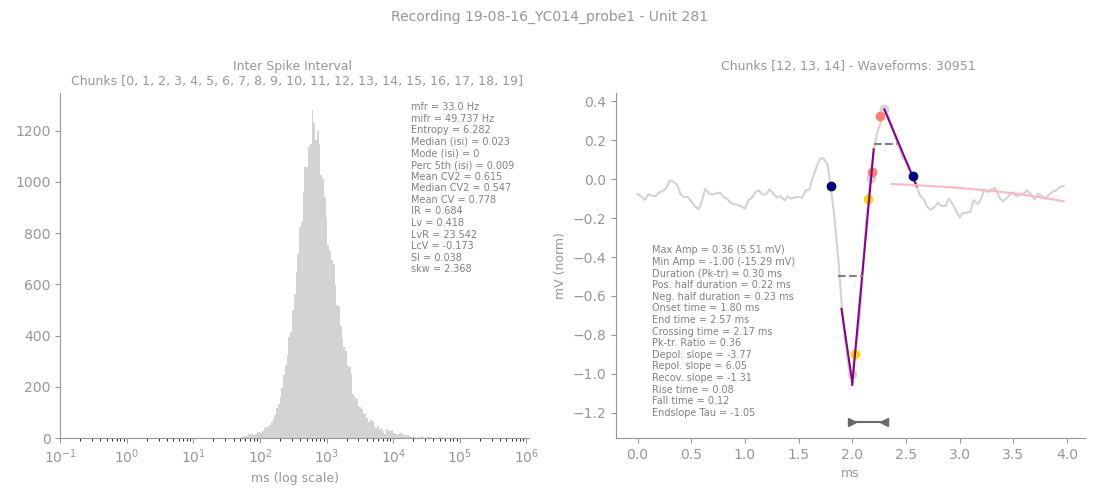 Recording 19-08-16_YC014_probe1 - Unit 281
Inter Spike Interval
Chunks [0, 1, 2, 3, 4, 5, 6, 7, 8, 9, 10, 11, 12, 13, 14, 15, 16, 17, 18, 19]
mfr = 33.0 Hz
mifr = 49.737 Hz
Entropy = 6.282
Median (isi) = 0.023
Mode (isi) = 0
Perc 5th (isi) = 0.009
Mean CV2 = 0.615
Median CV2 = 0.547
Mean CV = 0.778
IR = 0.684
Lv = 0.418
LvR = 23.542
LcV = -0.173
SI = 0.038
skw = 2.368
1200
1000
800
600
400
200
0
10⁻¹ 10⁰ 10¹ 10² 10³ 10⁴ 10⁵ 10⁶
ms (log scale)
Chunks [12, 13, 14] - Waveforms: 30951
mV (norm)
0.4
0.2
0.0
−0.2
−0.4
−0.6
−0.8
−1.0
−1.2
Max Amp = 0.36 (5.51 mV)
Min Amp = -1.00 (-15.29 mV)
Duration (Pk-tr) = 0.30 ms
Pos. half duration = 0.22 ms
Neg. half duration = 0.23 ms
Onset time = 1.80 ms
End time = 2.57 ms
Crossing time = 2.17 ms
Pk-tr. Ratio = 0.36
Depol. slope = -3.77
Repol. slope = 6.05
Recov. slope = -1.31
Rise time = 0.08
Fall time = 0.12
Endslope Tau = -1.05
0.0 0.5 1.0 1.5 2.0 2.5 3.0 3.5 4.0
ms